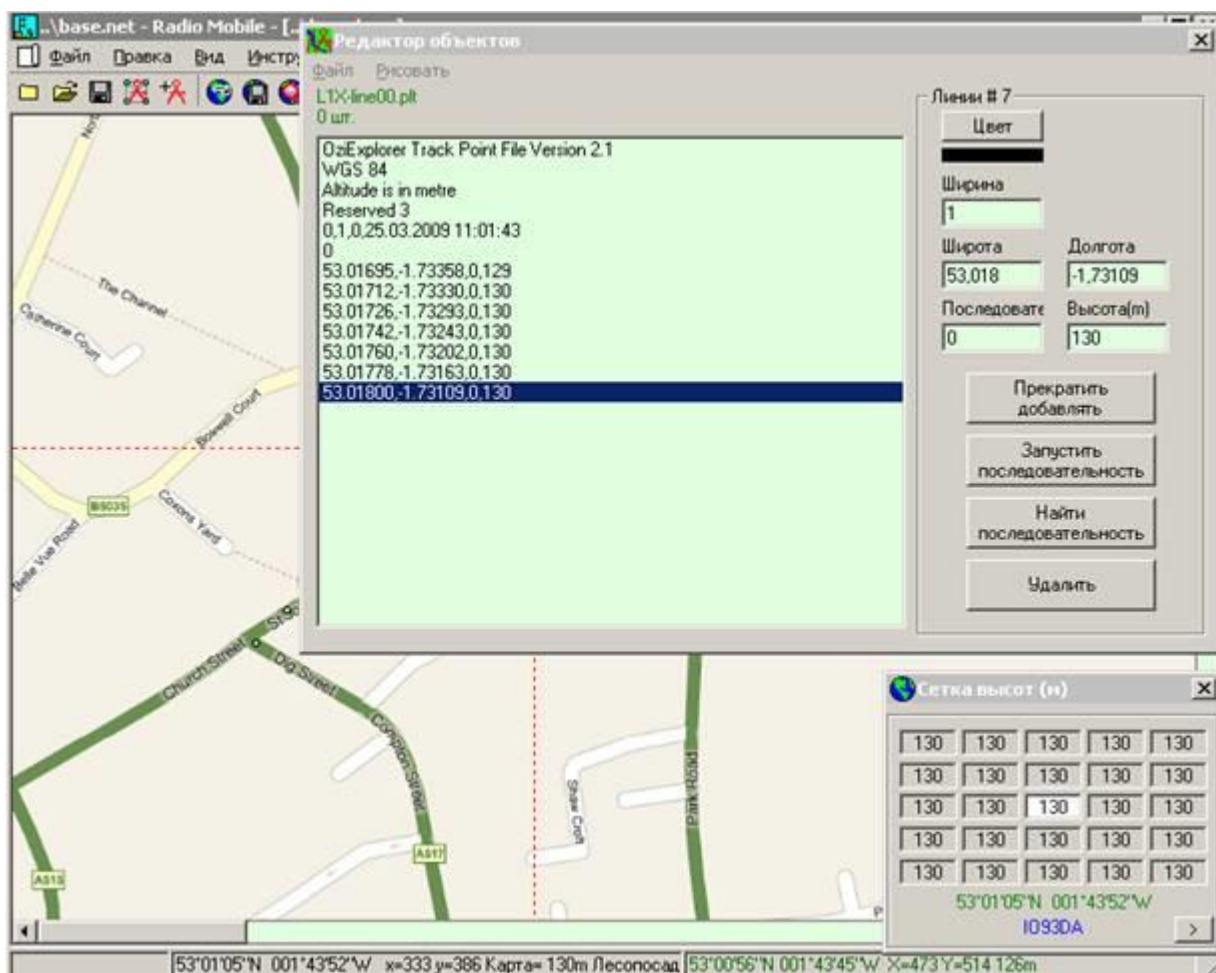 ..\base.net - Radio Mobile - [..
Файл Правка Вид Инстру
Редактор объектов
Файл Рисовать
L1X-line00.plt
0 шт.
OziExplorer Track Point File Version 2.1
WGS 84
Altitude is in metre
Reserved 3
0,1,0,25.03.2009 11:01:43
0
53.01695,-1.73358,0,129
53.01712,-1.73330,0,130
53.01726,-1.73293,0,130
53.01742,-1.73243,0,130
53.01760,-1.73202,0,130
53.01778,-1.73163,0,130
53.01800,-1.73109,0,130
Линии # 7
Цвет
Ширина
1
Широта Долгота
53,018 -1,73109
Последовате Высота(m)
0 130
Прекратить
добавлять
Запустить
последовательность
Найти
последовательность
Удалить
The Channel
Catherine Court
Boswell Court
B5035
Coxons Yard
Belle Vue Road
Church Street
Dig Street
Compton Street
Shaw Croft
Park Road
A517
A515
Сетка высот (м)
130 130 130 130 130
130 130 130 130 130
130 130 130 130 130
130 130 130 130 130
130 130 130 130 130
53°01'05"N 001°43'52"W
IO93DA
>
53°01'05"N 001°43'52"W x=333 y=386 Карта= 130m Лесопосад 53°00'56"N 001°43'45"W X=473 Y=514 126m